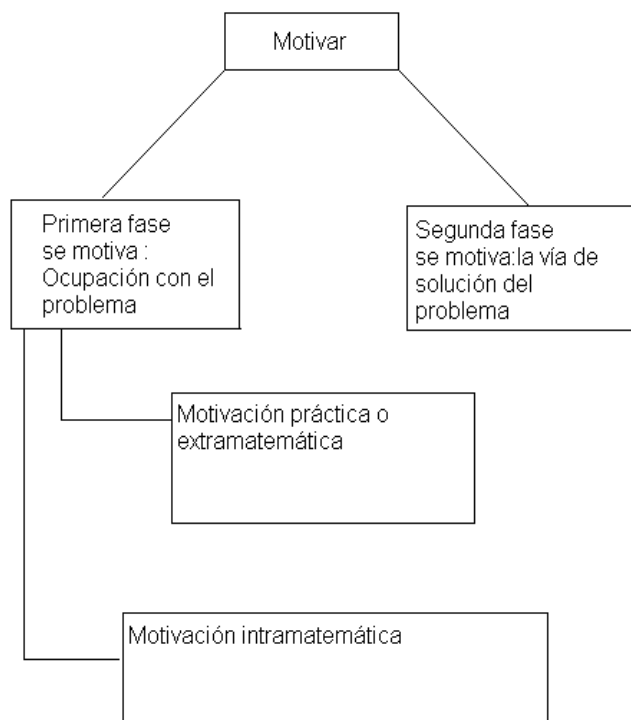 Motivar
Primera fase
se motiva :
Ocupación con el
problema
Segunda fase
se motiva:la vía de
solución del
problema
Motivación práctica o
extramatemática
Motivación intramatemática